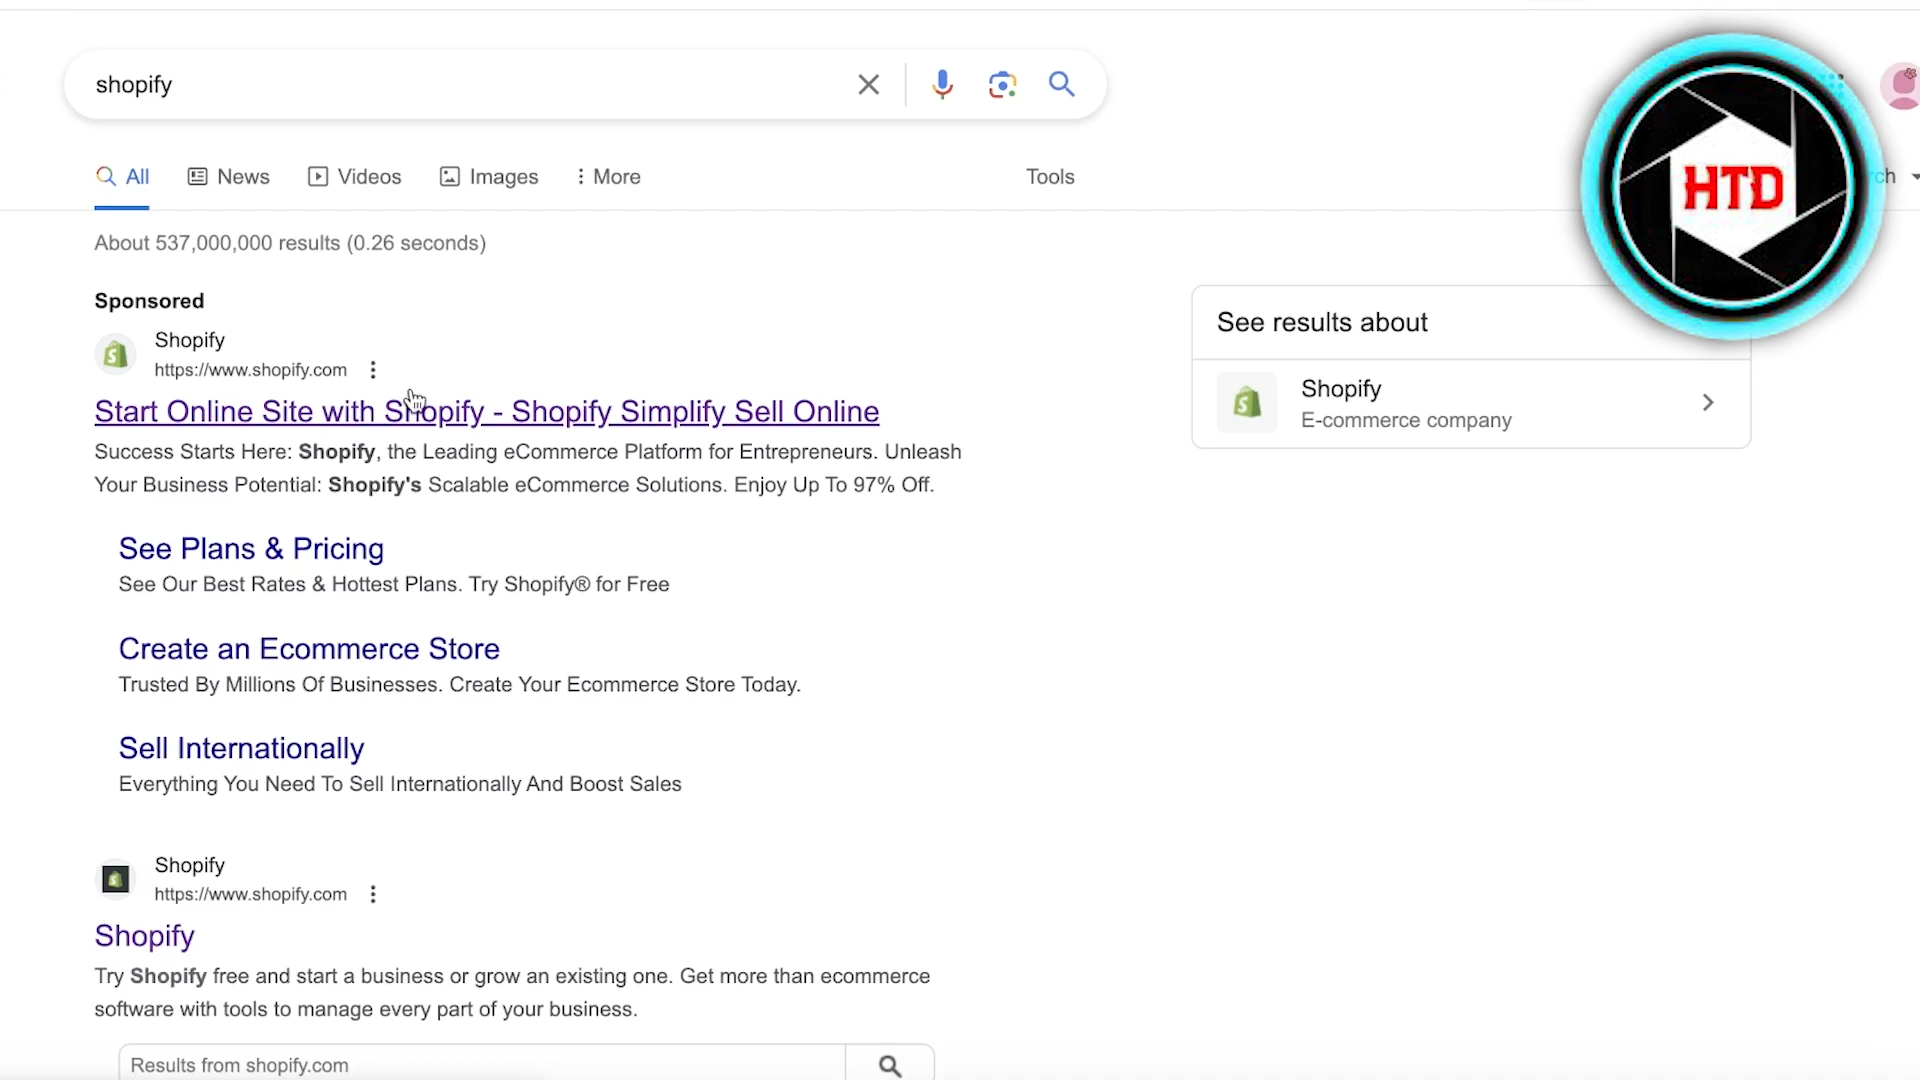 shopify
All News Videos Images More Tools
ch
About 537,000,000 results (0.26 seconds)
Sponsored
Shopify
https://www.shopify.com
Start Online Site with Shopify - Shopify Simplify Sell Online
Success Starts Here: Shopify, the Leading eCommerce Platform for Entrepreneurs. Unleash
Your Business Potential: Shopify's Scalable eCommerce Solutions. Enjoy Up To 97% Off.
See Plans & Pricing
See Our Best Rates & Hottest Plans. Try Shopify® for Free
Create an Ecommerce Store
Trusted By Millions Of Businesses. Create Your Ecommerce Store Today.
Sell Internationally
Everything You Need To Sell Internationally And Boost Sales
Shopify
https://www.shopify.com
Shopify
Try Shopify free and start a business or grow an existing one. Get more than ecommerce
software with tools to manage every part of your business.
Results from shopify.com
See results about
Shopify
E-commerce company
HTD